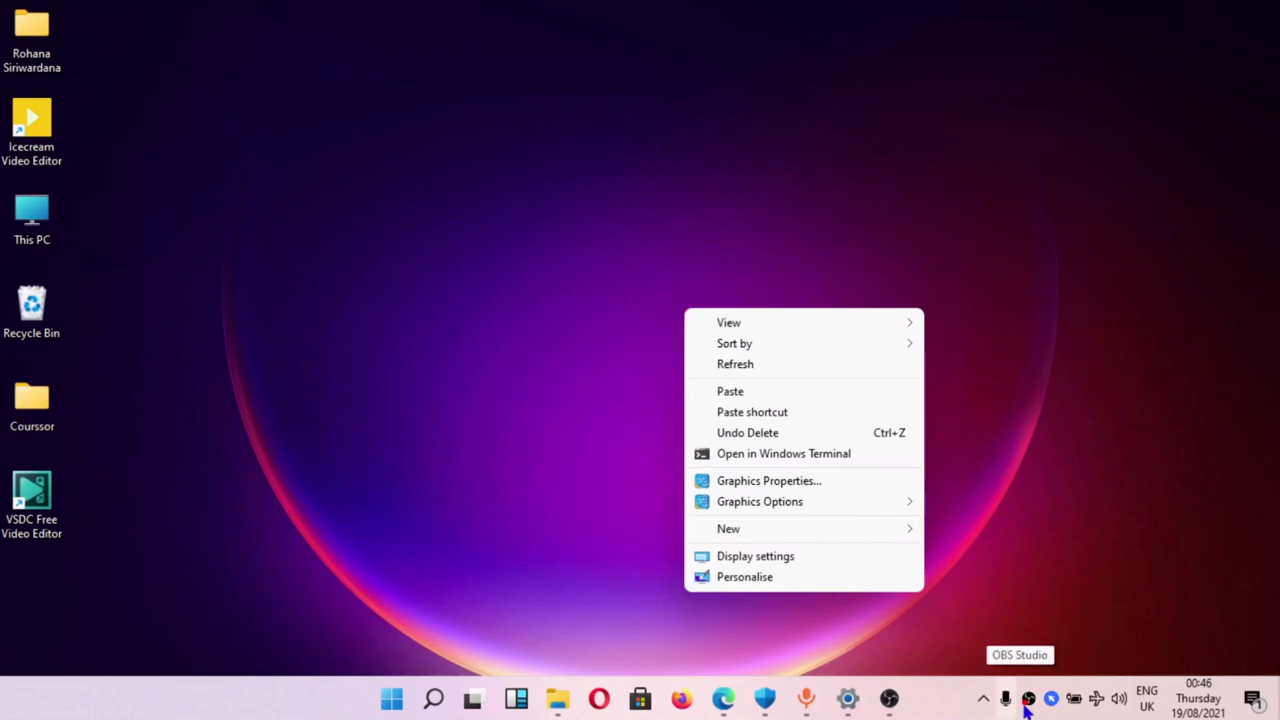 Rohana
Siriwardana
Icecream
Video Editor
This PC
Recycle Bin
Courssor
VSDC Free
Video Editor
View
Sort by
Refresh
Paste
Paste shortcut
Undo Delete Ctrl+Z
Open in Windows Terminal
Graphics Properties...
Graphics Options
New
Display settings
Personalise
OBS Studio
ENG
UK
00:46
Thursday
19/08/2021
1